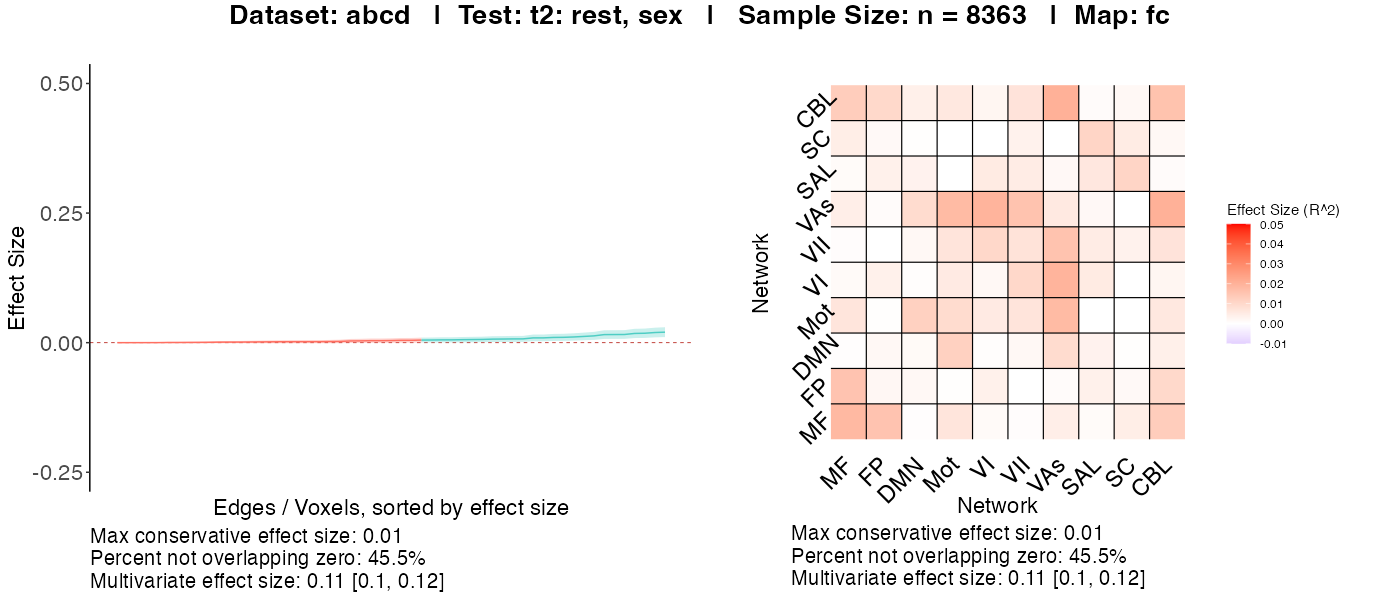 Dataset: abcd | Test: t2: rest, sex | Sample Size: n = 8363 | Map: fc
0.50
0.25
0.00
-0.25
Effect Size
Edges / Voxels, sorted by effect size
Max conservative effect size: 0.01
Percent not overlapping zero: 45.5%
Multivariate effect size: 0.11 [0.1, 0.12]
Network
CBL
SC
SAL
VAs
VII
VI
Mot
DMN
FP
MF
MF
FP
DMN
Mot
VI
VII
VAs
SAL
SC
CBL
Network
Max conservative effect size: 0.01
Percent not overlapping zero: 45.5%
Multivariate effect size: 0.11 [0.1, 0.12]
Effect Size (R^2)
0.05
0.04
0.03
0.02
0.01
0.00
-0.01